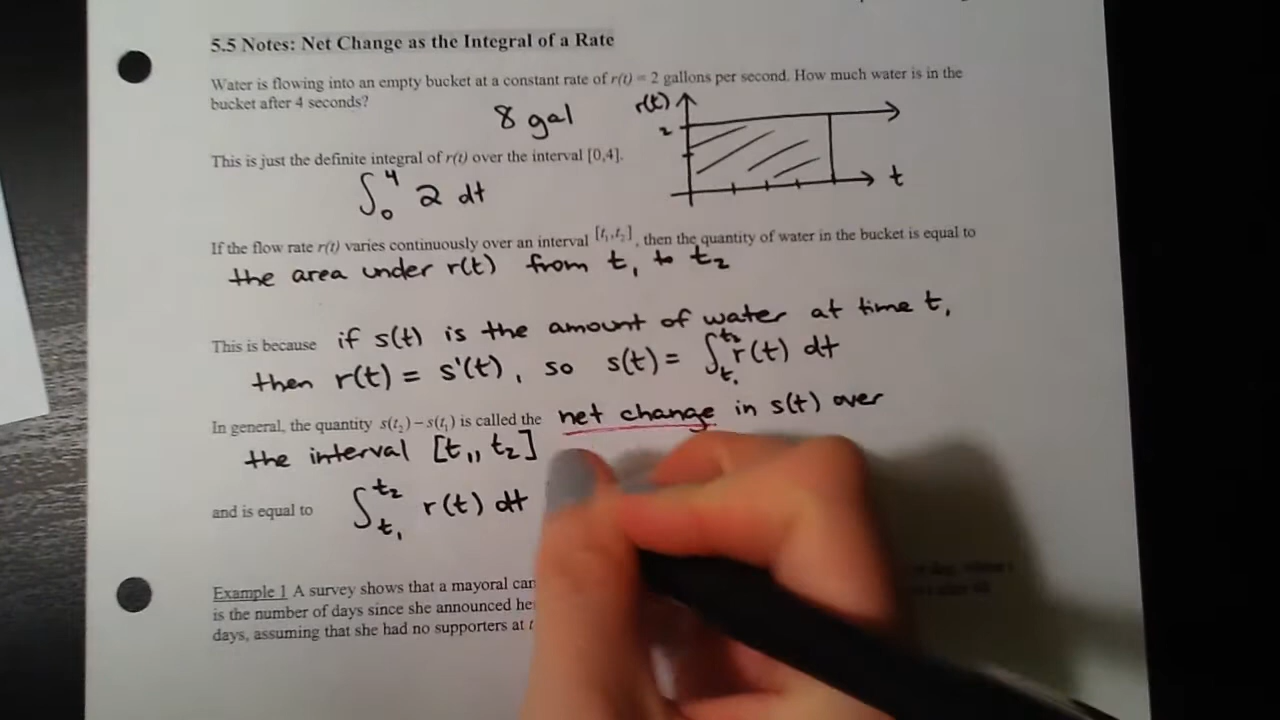 5.5 Notes: Net Change as the Integral of a Rate
Water is flowing into an empty bucket at a constant rate of r(t) = 2 gallons per second. How much water is in the
bucket after 4 seconds?
8 gal
r(t)
2
t
This is just the definite integral of r(t) over the interval [0,4].
∫₀⁴ 2 dt
If the flow rate r(t) varies continuously over an interval [t₁,t₂], then the quantity of water in the bucket is equal to
the area under r(t) from t₁ to t₂
This is because if s(t) is the amount of water at time t,
then r(t) = s'(t), so s(t) = ∫ₜ₁ᵗ² r(t) dt
In general, the quantity s(t₂) – s(t₁) is called the net change in s(t) over
the interval [t₁, t₂]
and is equal to ∫ₜ₁ᵗ² r(t) dt
Example 1 A survey shows that a mayoral
is the number of days since she announced
days, assuming that she had no supporters at t